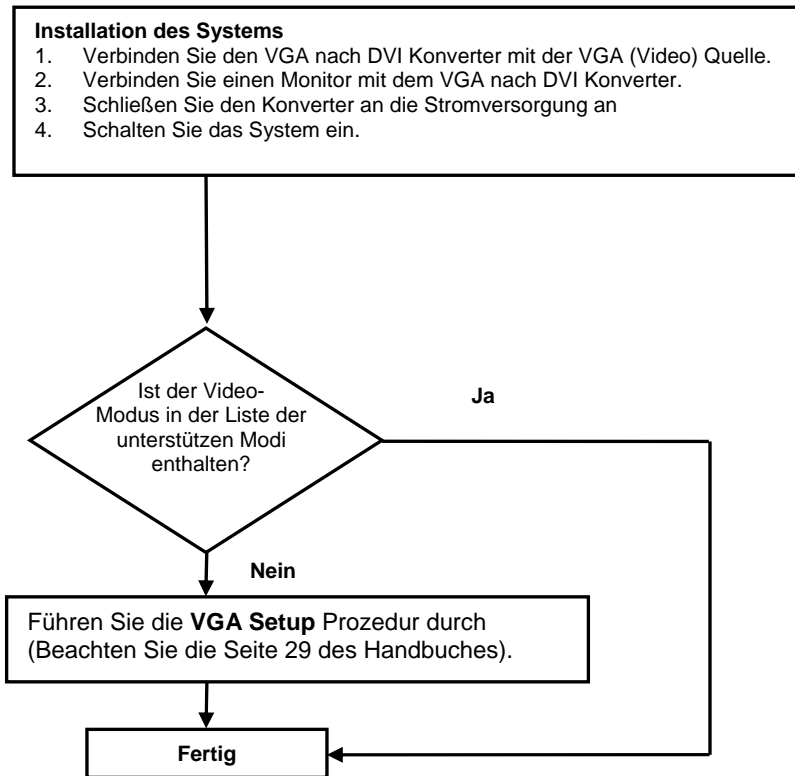 Installation des Systems
1. Verbinden Sie den VGA nach DVI Konverter mit der VGA (Video) Quelle.
2. Verbinden Sie einen Monitor mit dem VGA nach DVI Konverter.
3. Schließen Sie den Konverter an die Stromversorgung an
4. Schalten Sie das System ein.
Ist der Video-
Modus in der Liste der
unterstützen Modi
enthalten?
Ja
Nein
Führen Sie die VGA Setup Prozedur durch
(Beachten Sie die Seite 29 des Handbuches).
Fertig